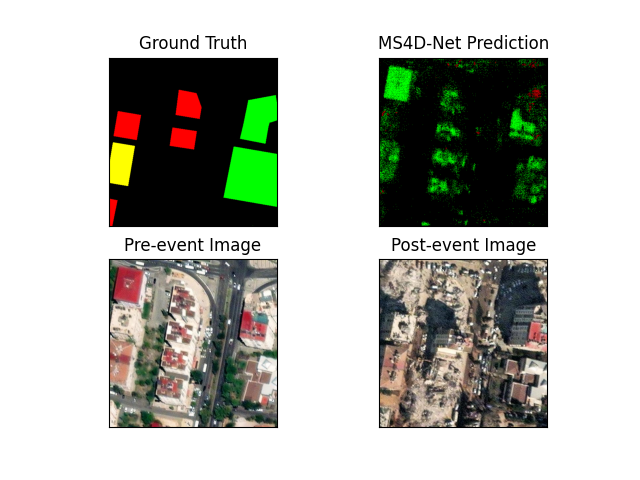 Ground Truth
MS4D-Net Prediction
Pre-event Image
Post-event Image